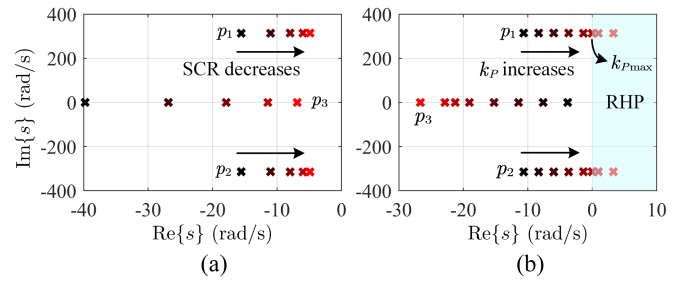 400
200
0
-200
-400
Im{s} (rad/s)
p1
SCR decreases
p3
p2
-40
-30
-20
-10
0
Re{s} (rad/s)
(a)
400
200
0
-200
-400
p1
kP increases
kPmax
RHP
p3
p2
-30
-20
-10
0
10
Re{s} (rad/s)
(b)